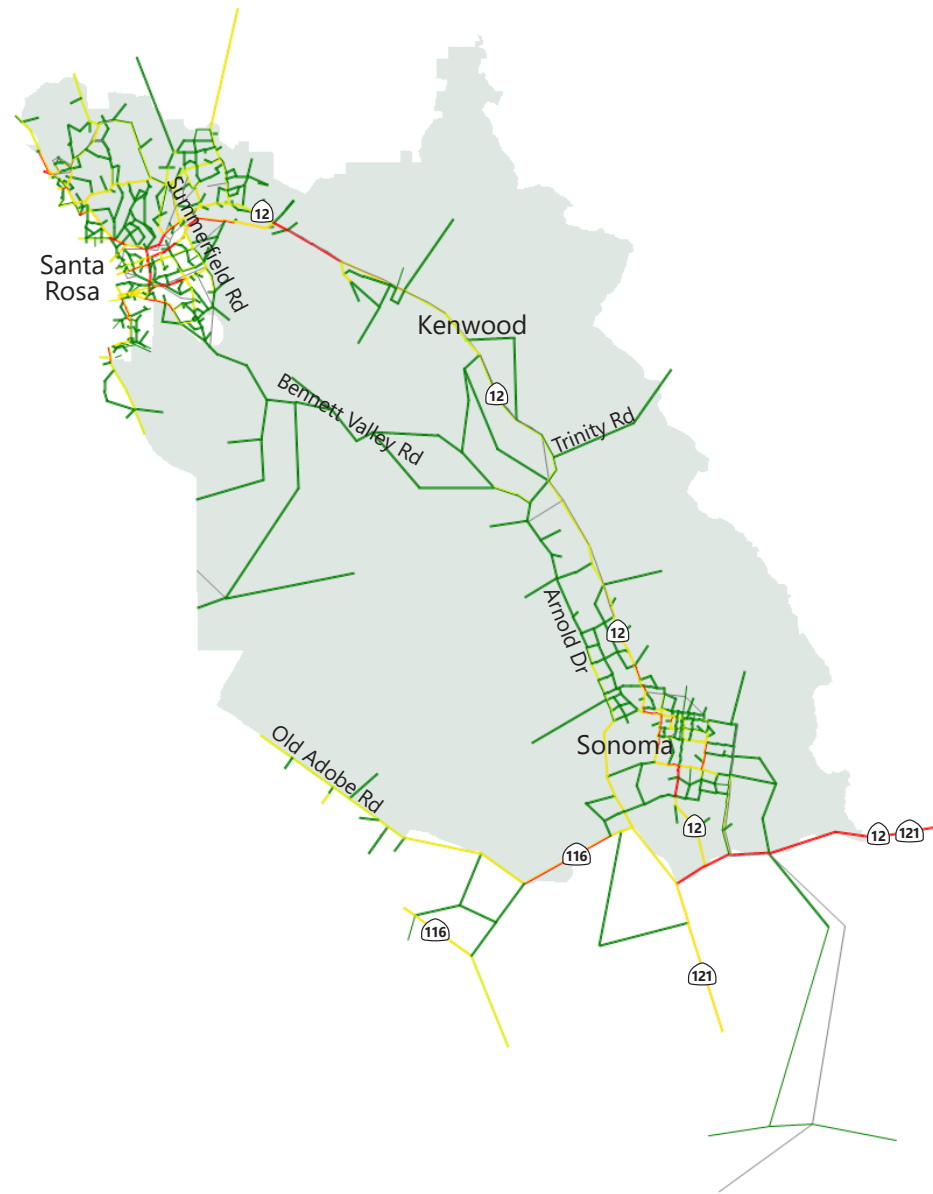 12
Summerfield Rd
Santa
Rosa
Kenwood
12
Bennett Valley Rd
Trinity Rd
Arnold Dr
12
Old Adobe Rd
Sonoma
12
12
121
116
116
121